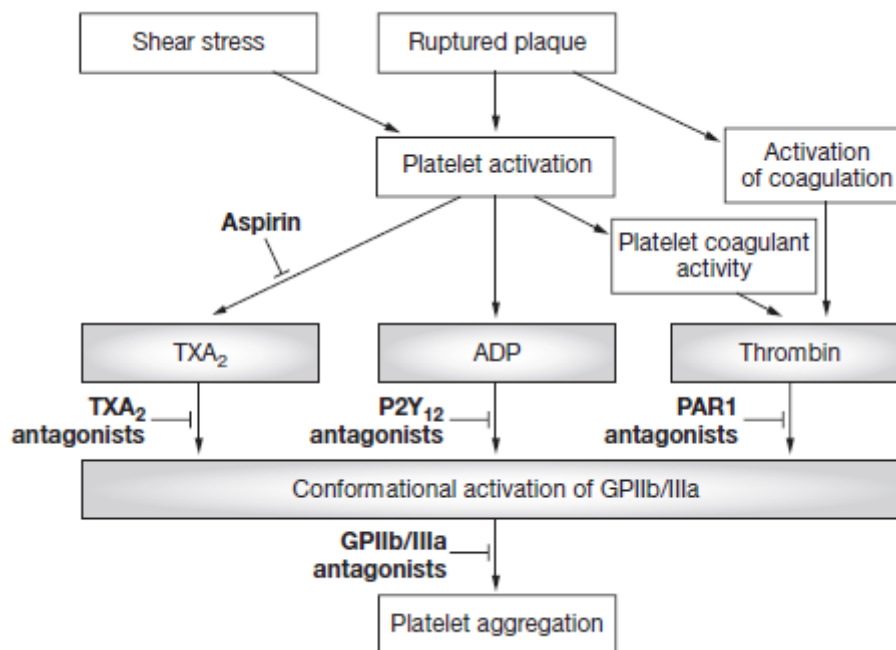 Shear stress
Ruptured plaque
Platelet activation
Activation
of coagulation
Aspirin
Platelet coagulant
activity
TXA₂
ADP
Thrombin
TXA₂
antagonists
P2Y₁₂
antagonists
PAR1
antagonists
Conformational activation of GPIIb/IIIa
GPIIb/IIIa
antagonists
Platelet aggregation